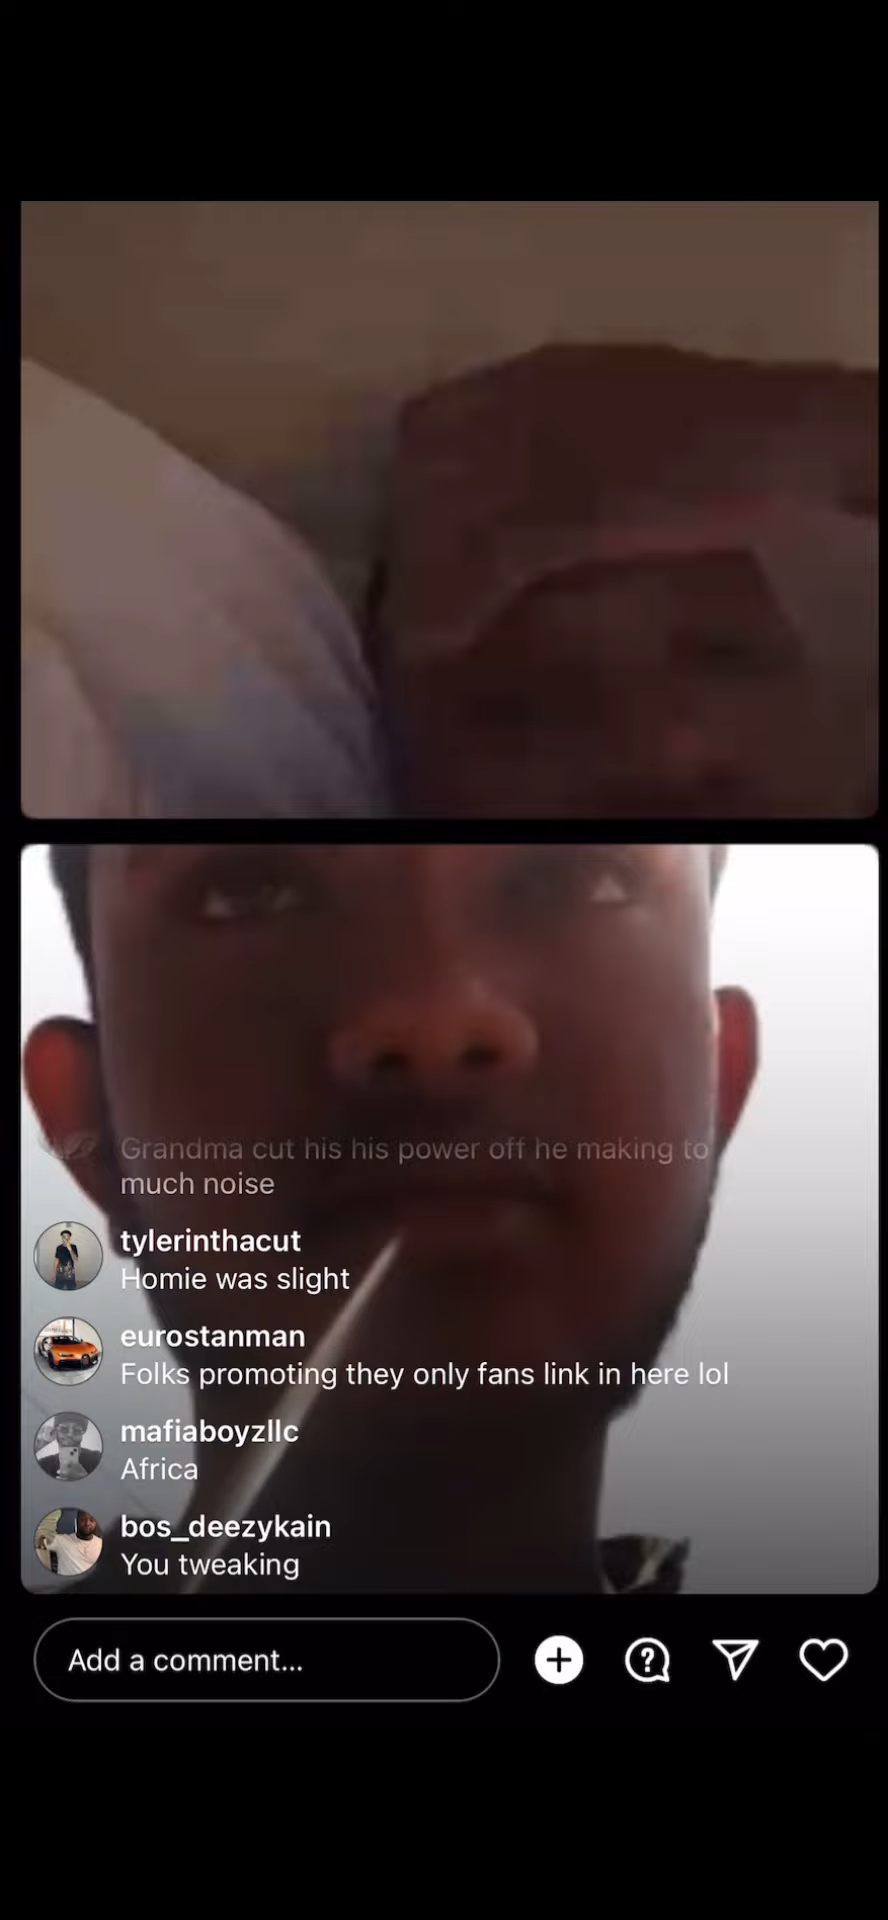 Grandma cut his his power off he making to
much noise
tylerinthacut
Homie was slight
eurostanman
Folks promoting they only fans link in here lol
mafiaboyzllc
Africa
bos_deezykain
You tweaking
Add a comment...